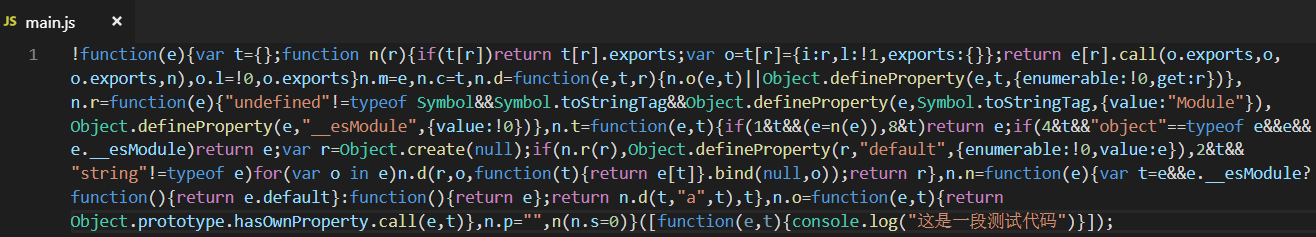 JS main.js ×
1 !function(e){var t={};function n(r){if(t[r])return t[r].exports;var o=t[r]={i:r,l:!1,exports:{}};return e[r].call(o.exports,o,
o.exports,n),o.l=!0,o.exports}n.m=e,n.c=t,n.d=function(e,t,r){n.o(e,t)||Object.defineProperty(e,t,{enumerable:!0,get:r})},
n.r=function(e){"undefined"!=typeof Symbol&&Symbol.toStringTag&&Object.defineProperty(e,Symbol.toStringTag,{value:"Module"}),
Object.defineProperty(e,"__esModule",{value:!0})},n.t=function(e,t){if(1&t&&(e=n(e)),8&t)return e;if(4&t&&"object"==typeof e&&e&&
e.__esModule)return e;var r=Object.create(null);if(n.r(r),Object.defineProperty(r,"default",{enumerable:!0,value:e}),2&t&&
"string"!=typeof e)for(var o in e)n.d(r,o,function(t){return e[t]}.bind(null,o));return r},n.n=function(e){var t=e&&e.__esModule?
function(){return e.default}:function(){return e};return n.d(t,"a",t),t},n.o=function(e,t){return
Object.prototype.hasOwnProperty.call(e,t)},n.p="",n(n.s=0)}([function(e,t){console.log("这是一段测试代码")}]);